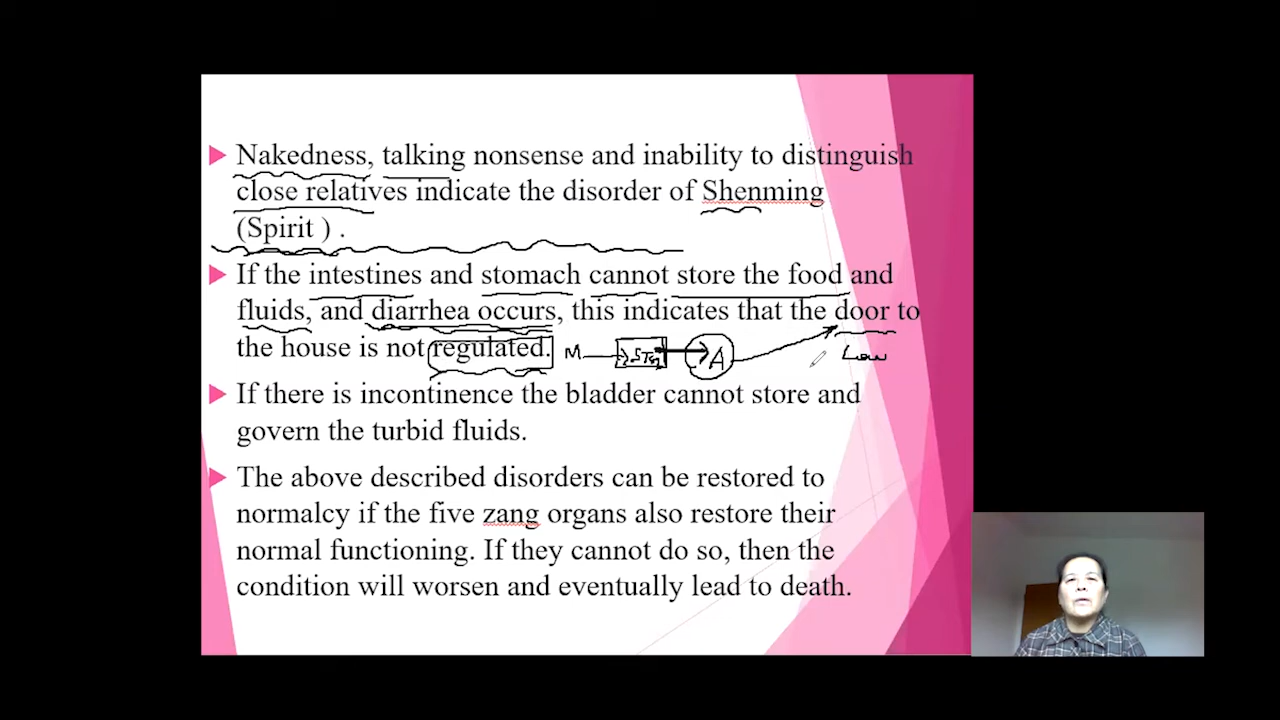 Nakedness, talking nonsense and inability to distinguish
close relatives indicate the disorder of Shenming
(Spirit ) .
If the intestines and stomach cannot store the food and
fluids, and diarrhea occurs, this indicates that the door to
the house is not regulated. M A Low
If there is incontinence the bladder cannot store and
govern the turbid fluids.
The above described disorders can be restored to
normalcy if the five zang organs also restore their
normal functioning. If they cannot do so, then the
condition will worsen and eventually lead to death.